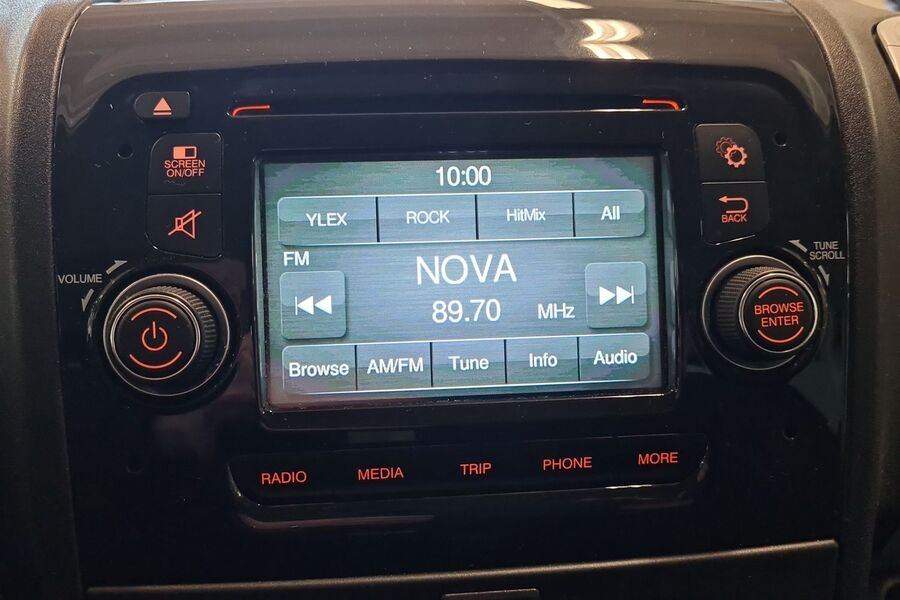 SCREEN
ON/OFF
VOLUME
10:00
YLEX ROCK HitMix All
FM
NOVA
89.70 MHz
Browse AM/FM Tune Info Audio
BACK
TUNE
SCROLL
BROWSE
ENTER
RADIO MEDIA TRIP PHONE MORE